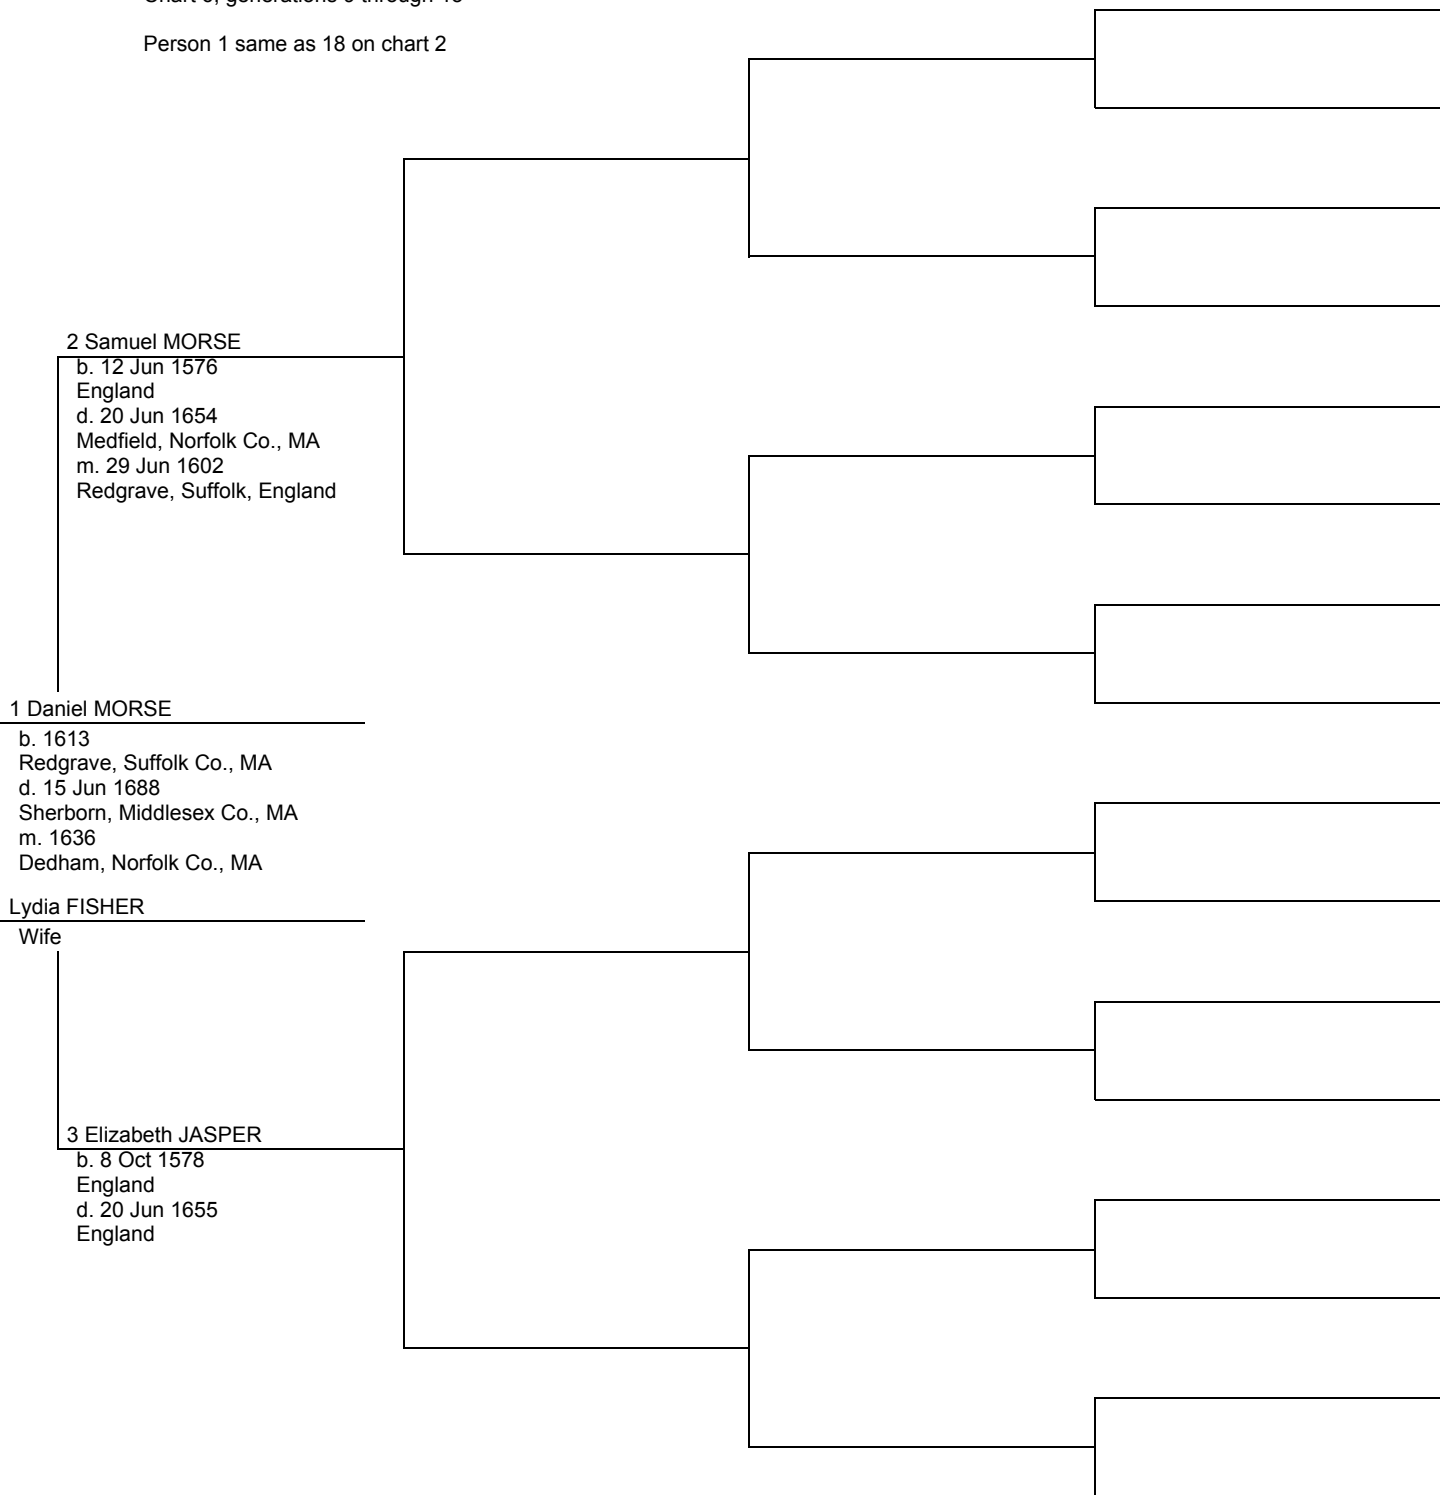 Person 1 same as 18 on chart 2
2 Samuel MORSE
b. 12 Jun 1576
England
d. 20 Jun 1654
Medfield, Norfolk Co., MA
m. 29 Jun 1602
Redgrave, Suffolk, England
1 Daniel MORSE
b. 1613
Redgrave, Suffolk Co., MA
d. 15 Jun 1688
Sherborn, Middlesex Co., MA
m. 1636
Dedham, Norfolk Co., MA
Lydia FISHER
Wife
3 Elizabeth JASPER
b. 8 Oct 1578
England
d. 20 Jun 1655
England